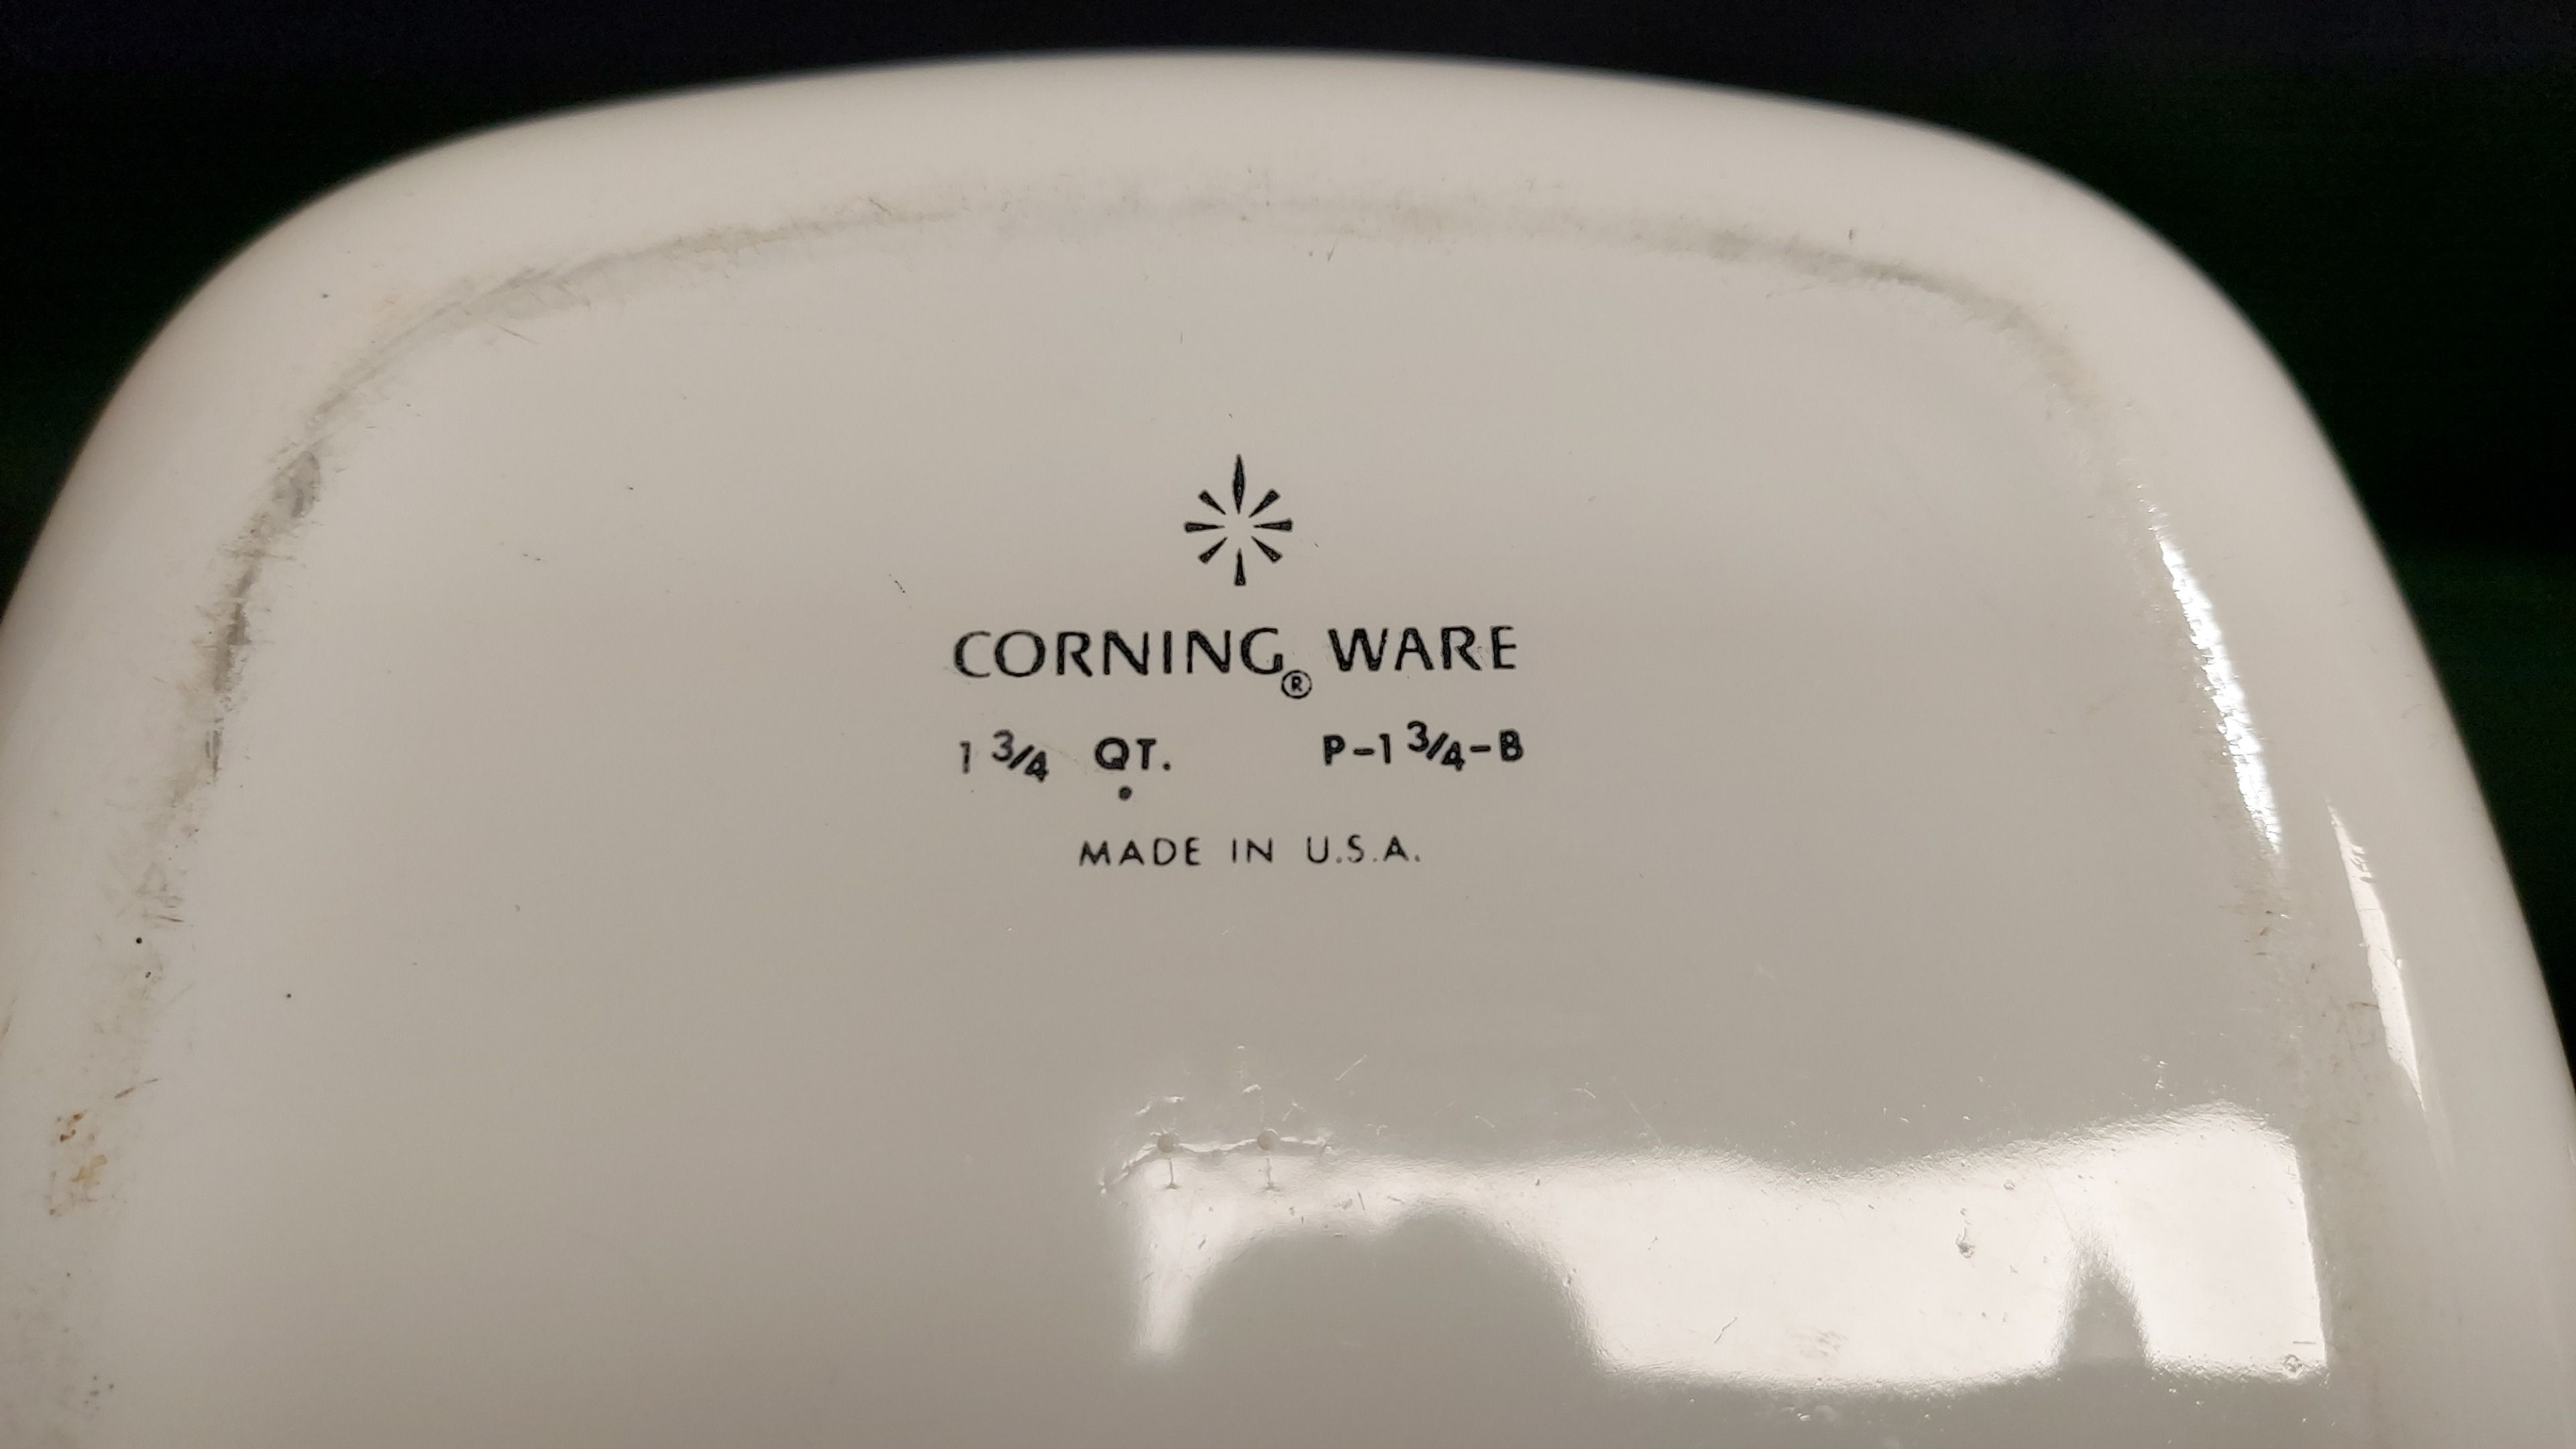 CORNING® WARE
1 3/4 QT. P-1 3/4-B
MADE IN U.S.A.